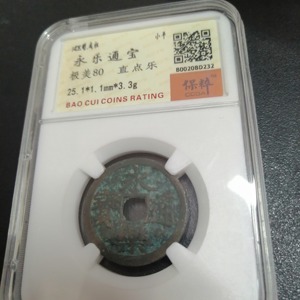 小平
永乐通宝
极美80 直点乐
25.1*1.1mm*3.3g
BAO CUI COINS RATING
800208D232
保粹